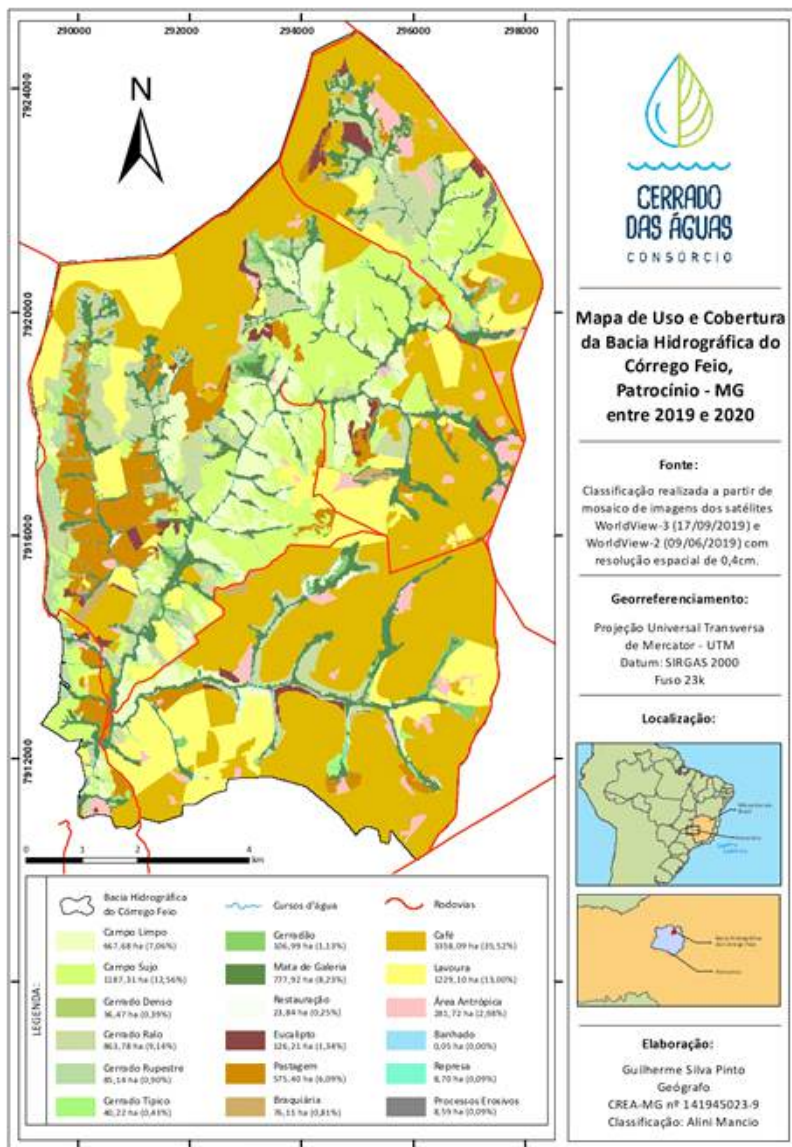 290000
292000
294000
296000
298000
7924000
7920000
7916000
7912000
N
0 1 2 4
km
CERRADO
DAS ÁGUAS
CONSÓRCIO
Mapa de Uso e Cobertura
da Bacia Hidrográfica do
Córrego Feio,
Patrocínio - MG
entre 2019 e 2020
Fonte:
Classificação realizada a partir de
mosaico de imagens dos satélites
WorldView-3 (17/09/2019) e
WorldView-2 (09/06/2019) com
resolução espacial de 0,4cm.
Georreferenciamento:
Projeção Universal Transversa
de Mercator - UTM
Datum: SIRGAS 2000
Fuso 23k
Localização:
Elaboração:
Guilherme Silva Pinto
Geógrafo
CREA-MG nº 141945023-9
Classificação: Alini Mancio
LEGENDA:
Bacia Hidrográfica
do Córrego Feio
Cursos d'água
Rodovias
Campo Limpo
667,68 ha (7,06%)
Cerradão
106,99 ha (1,13%)
Café
3358,09 ha (35,52%)
Campo Sujo
1187,31 ha (12,56%)
Mata de Galeria
777,92 ha (8,23%)
Lavoura
1229,10 ha (13,00%)
Cerrado Denso
36,47 ha (0,39%)
Restauração
23,84 ha (0,25%)
Área Antrópica
281,72 ha (2,98%)
Cerrado Ralo
863,78 ha (9,14%)
Eucalipto
126,21 ha (1,34%)
Banhado
0,05 ha (0,00%)
Cerrado Rupestre
85,14 ha (0,90%)
Pastagem
575,40 ha (6,09%)
Represa
8,70 ha (0,09%)
Cerrado Típico
40,22 ha (0,43%)
Braquiária
76,11 ha (0,81%)
Processos Erosivos
8,59 ha (0,09%)